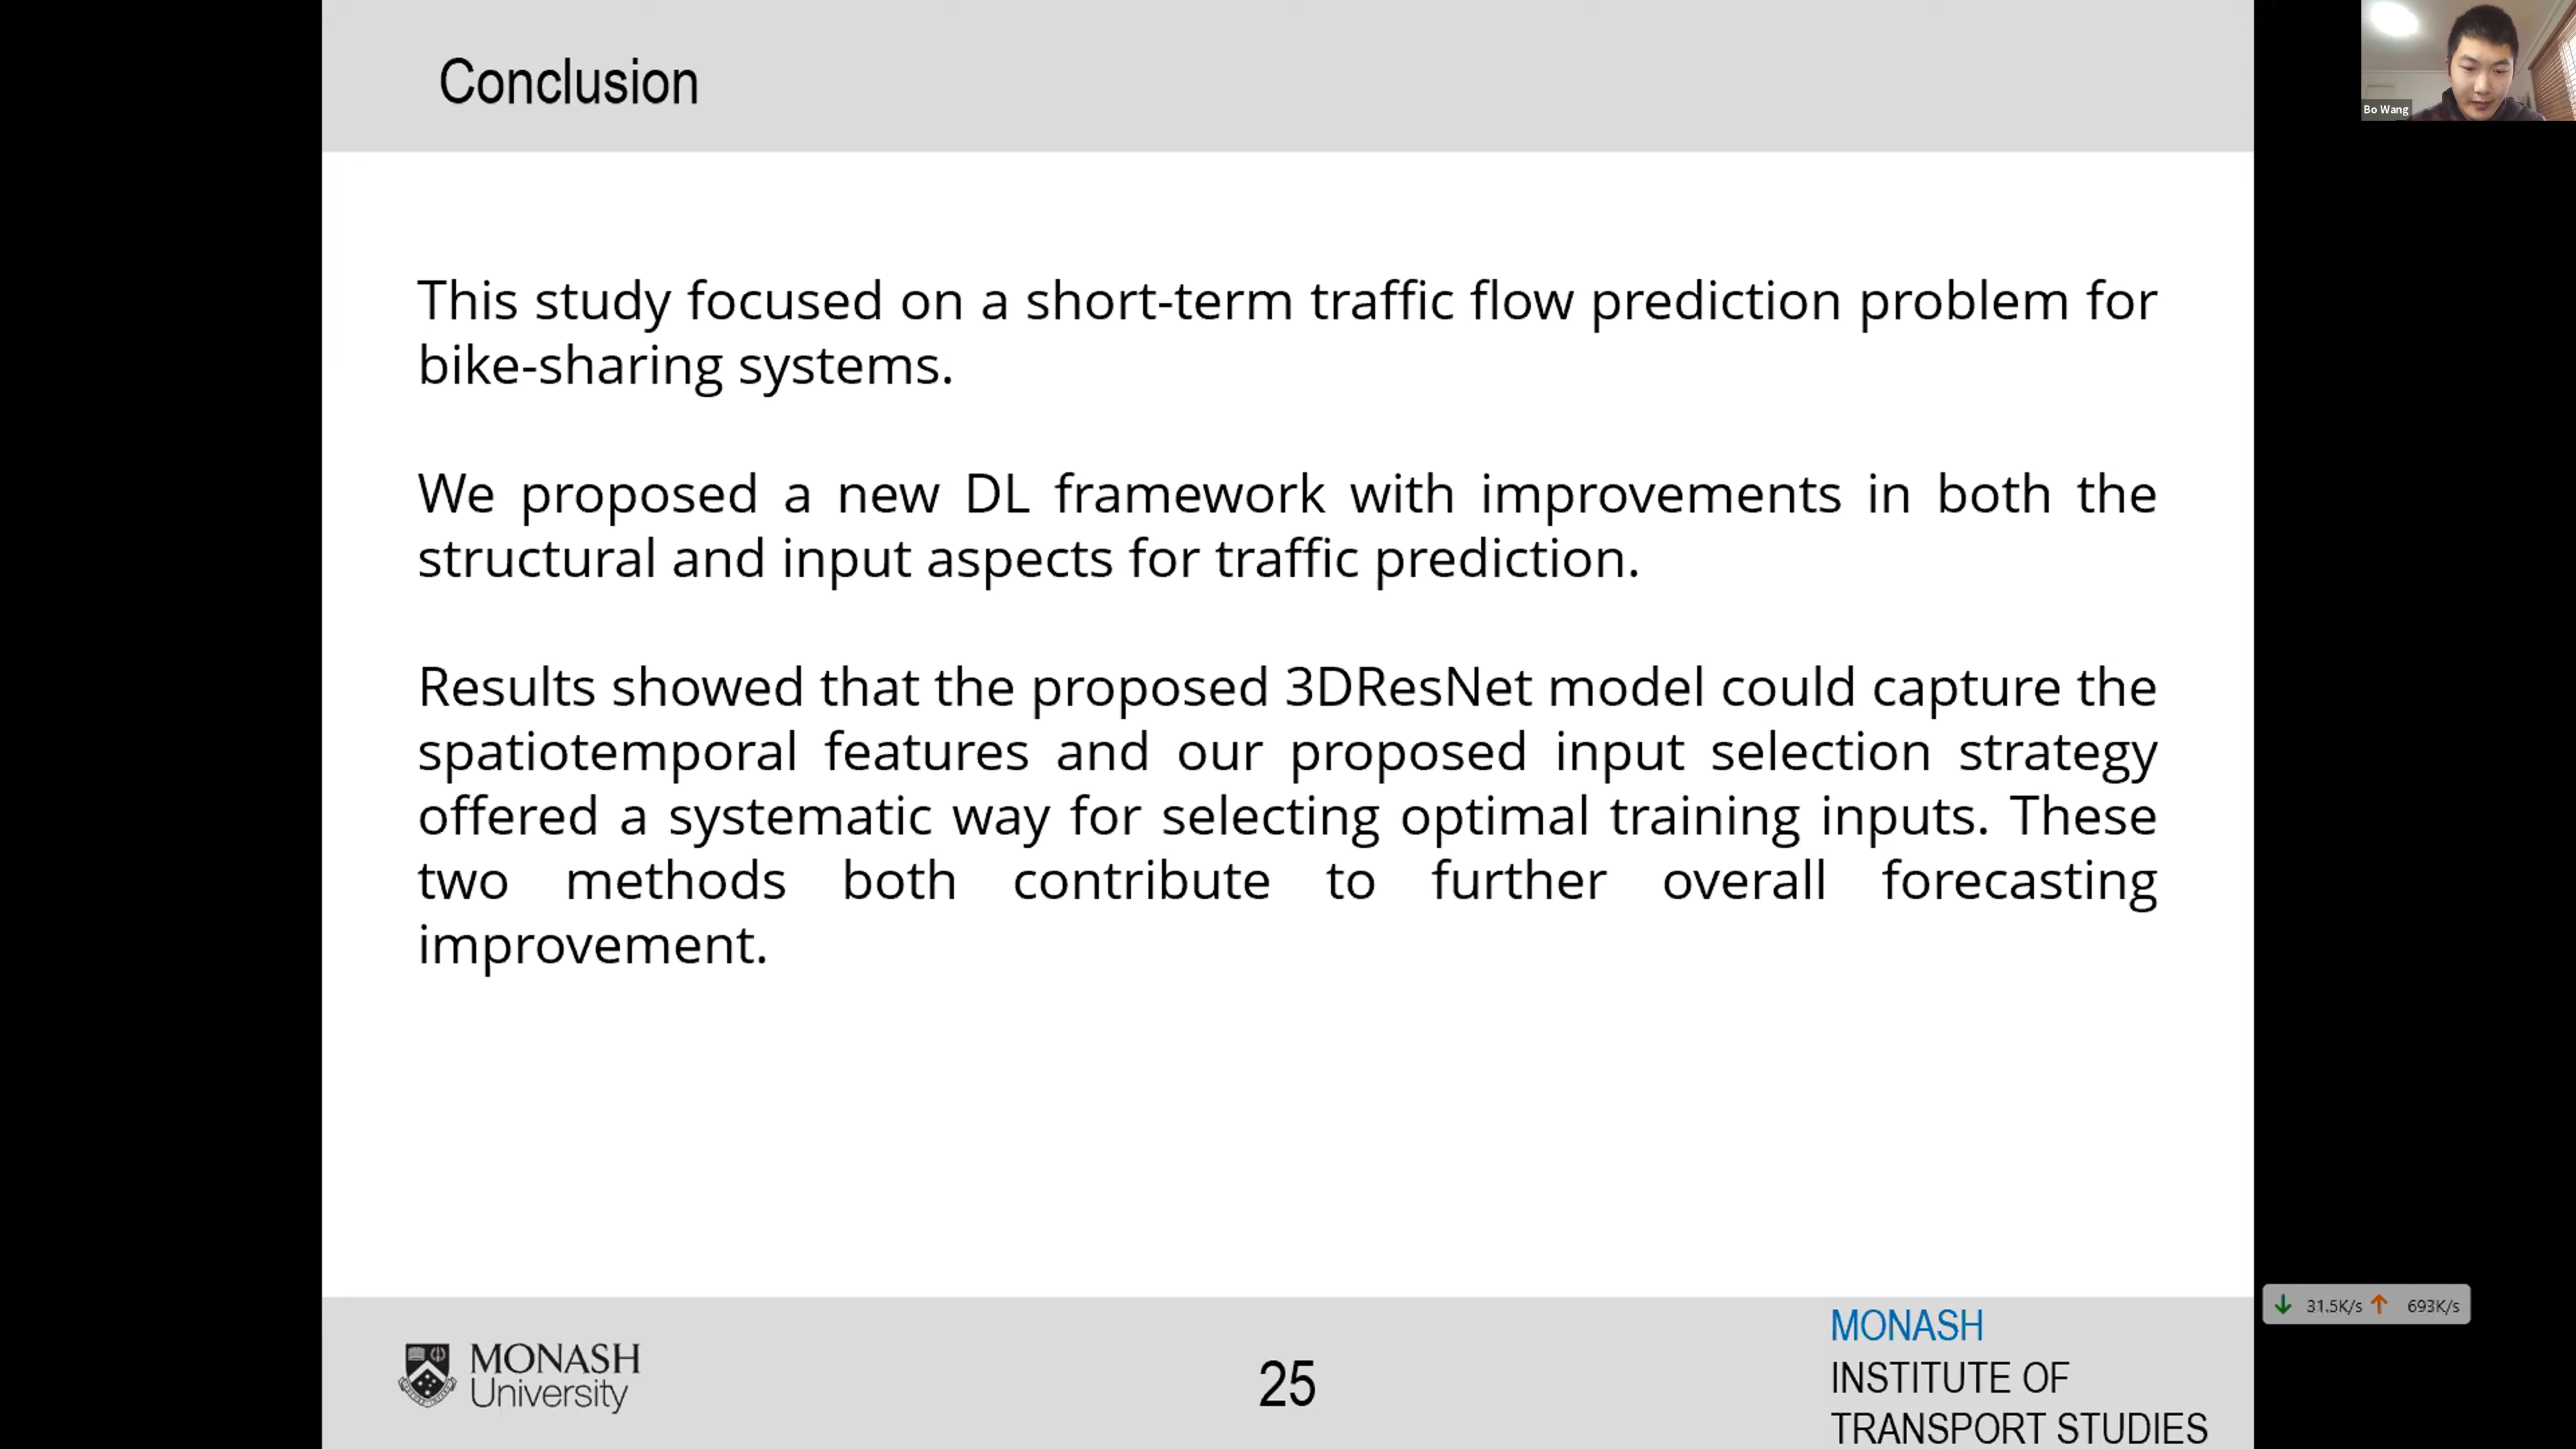 Conclusion
Bo Wang
This study focused on a short-term traffic flow prediction problem for
bike-sharing systems.
We proposed a new DL framework with improvements in both the
structural and input aspects for traffic prediction.
Results showed that the proposed 3DResNet model could capture the
spatiotemporal features and our proposed input selection strategy
offered a systematic way for selecting optimal training inputs. These
two methods both contribute to further overall forecasting
improvement.
31.5K/s 693K/s
MONASH
University
25
MONASH
INSTITUTE OF
TRANSPORT STUDIES